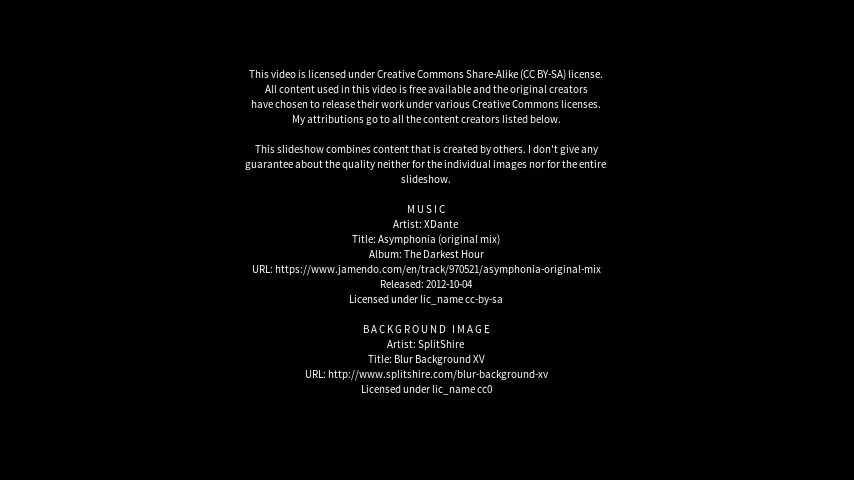 This video is licensed under Creative Commons Share-Alike (CC BY-SA) license.
All content used in this video is free available and the original creators
have chosen to release their work under various Creative Commons licenses.
My attributions go to all the content creators listed below.
This slideshow combines content that is created by others. I don't give any
guarantee about the quality neither for the individual images nor for the entire
slideshow.
MUSIC
Artist: XDante
Title: Asymphonia (original mix)
Album: The Darkest Hour
URL: https://www.jamendo.com/en/track/970521/asymphonia-original-mix
Released: 2012-10-04
Licensed under lic_name cc-by-sa
BACKGROUND IMAGE
Artist: SplitShire
Title: Blur Background XV
URL: http://www.splitshire.com/blur-background-xv
Licensed under lic_name cc0